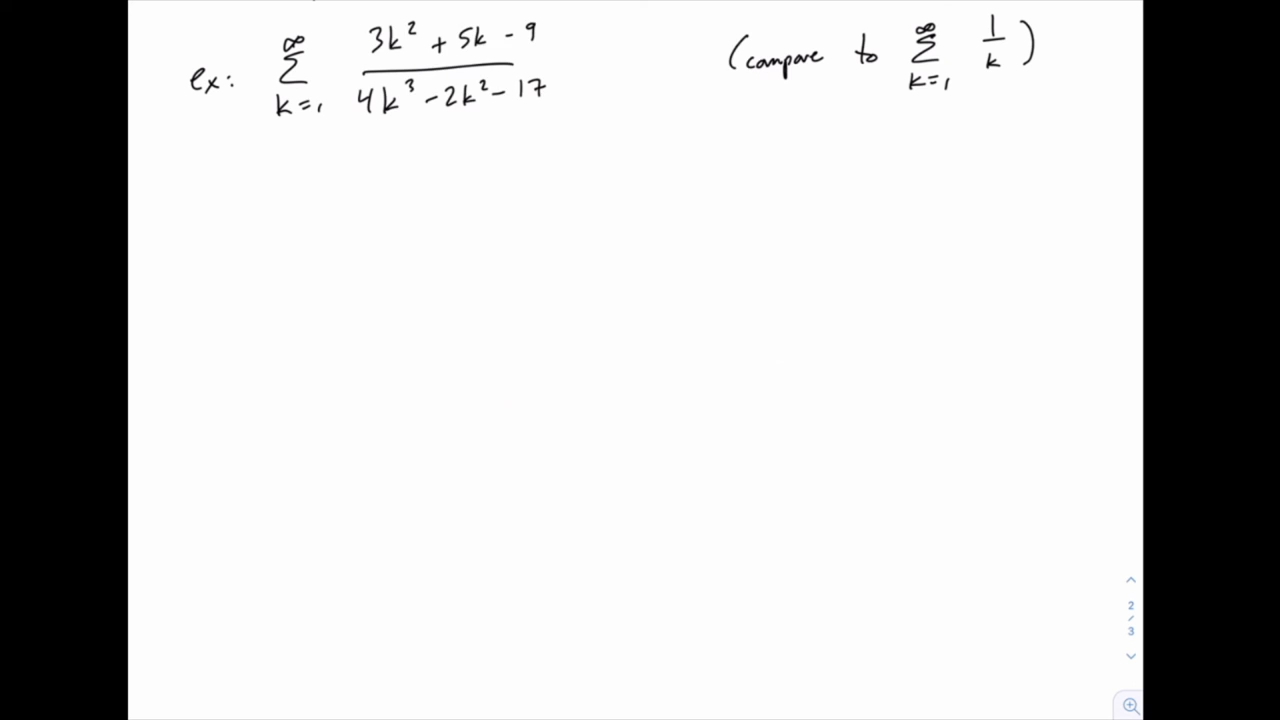 ex: ∞ Σ k=1 (3k² + 5k - 9)/(4k³ - 2k² - 17) (compare to ∞ Σ k=1 1/k)
2
/
3